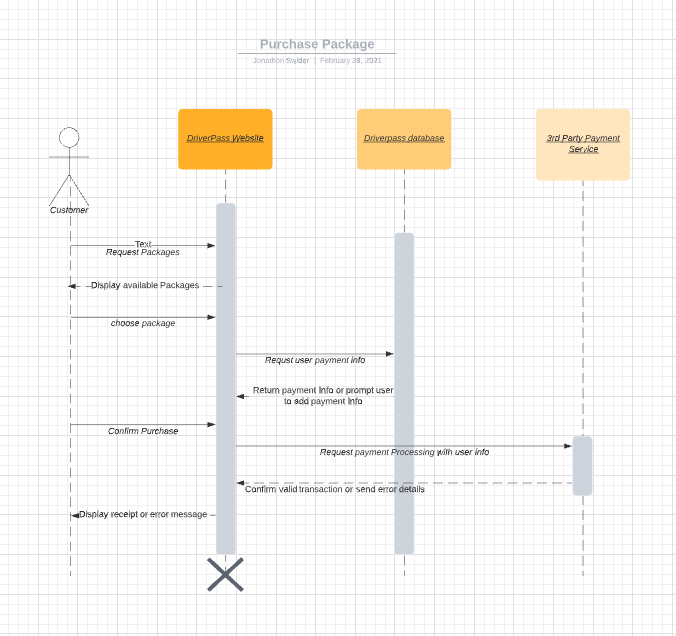 Purchase Package
Jonathon Swider | February 28, 2021
DriverPass Website
Driverpass database
3rd Party Payment
Service
Customer
Text
Request Packages
Display available Packages
choose package
Requst user payment info
Return payment Info or prompt user
to add payment Info
Confirm Purchase
Request payment Processing with user info
Confirm valid transaction or send error details
Display receipt or error message